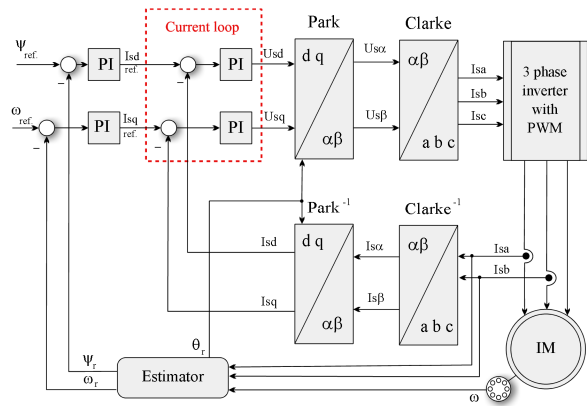 Current loop
Park
Clarke
Ψref.
PI
Isd ref.
PI
Usd
d q
αβ
Usα
αβ
a b c
Isa
Isb
Isc
3 phase
inverter
with
PWM
ωref.
PI
Isq ref.
PI
Usq
Usβ
Park-1
Clarke-1
Isd
d q
αβ
Isα
αβ
a b c
Isa
Isb
Isq
Isβ
θr
Ψr
ωr
Estimator
ω
IM